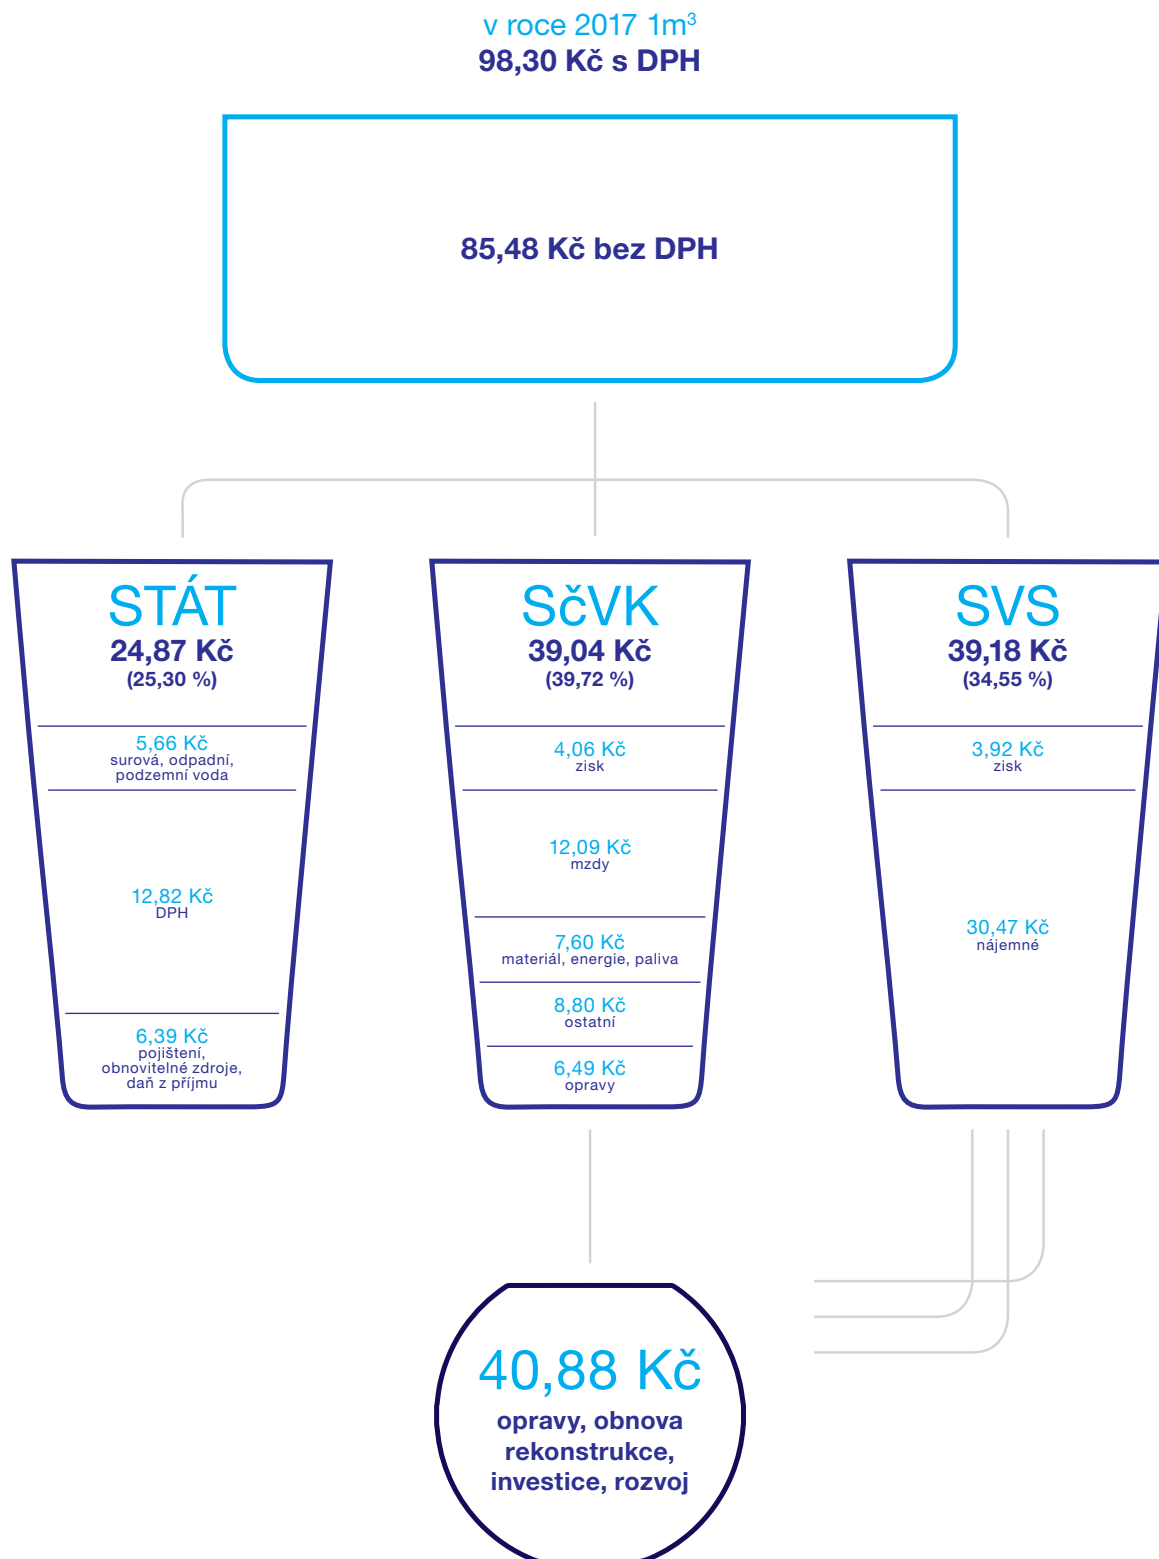 v roce 2017 1m³
98,30 Kč s DPH
85,48 Kč bez DPH
STÁT
24,87 Kč
(25,30 %)
5,66 Kč
surová, odpadní,
podzemní voda
12,82 Kč
DPH
6,39 Kč
pojištení,
obnovitelné zdroje,
daň z příjmu
SčVK
39,04 Kč
(39,72 %)
4,06 Kč
zisk
12,09 Kč
mzdy
7,60 Kč
materiál, energie, paliva
8,80 Kč
ostatní
6,49 Kč
opravy
SVS
39,18 Kč
(34,55 %)
3,92 Kč
zisk
30,47 Kč
nájemné
40,88 Kč
opravy, obnova
rekonstrukce,
investice, rozvoj